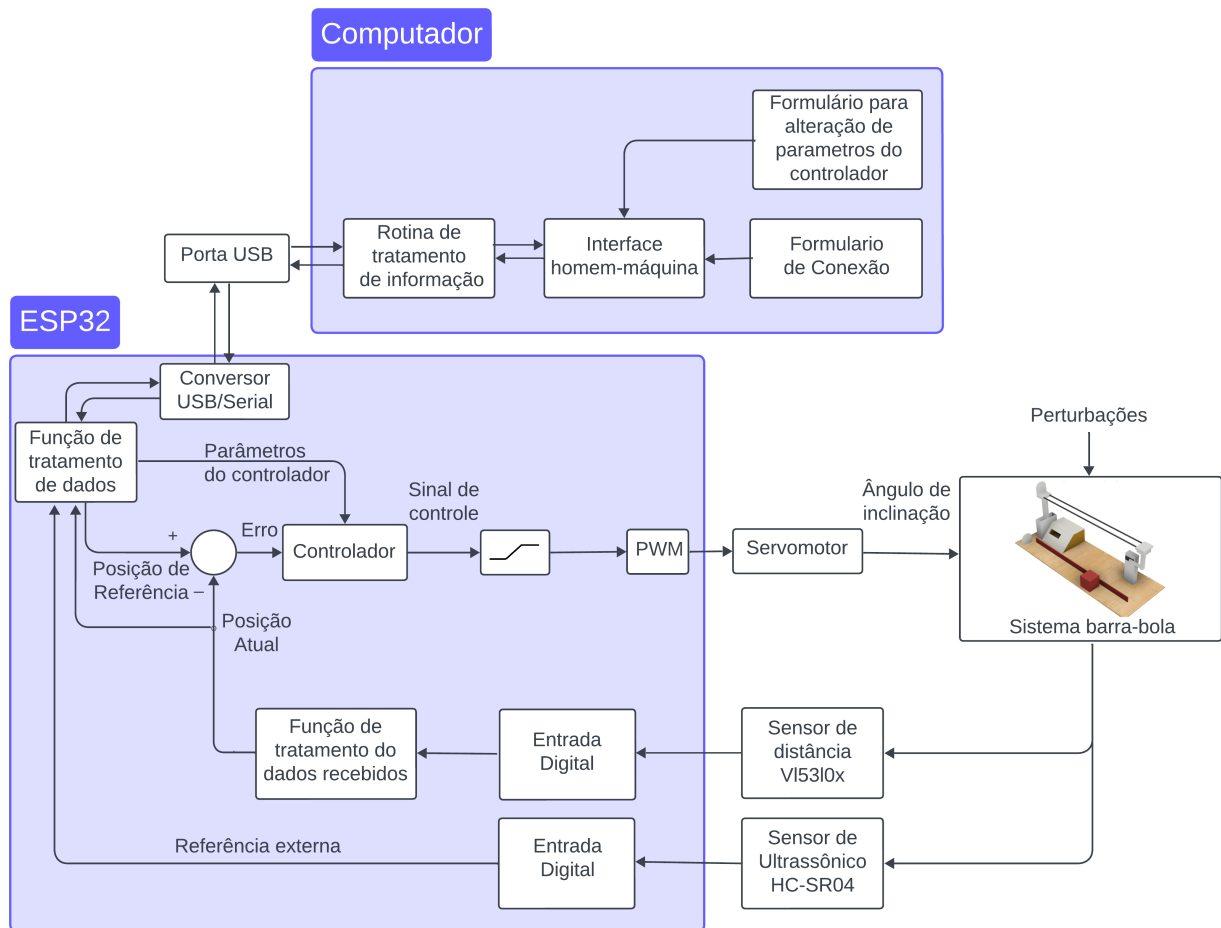 Computador
Formulário para
alteração de
parametros do
controlador
Rotina de
tratamento
de informação
Interface
homem-máquina
Formulario
de Conexão
Porta USB
ESP32
Conversor
USB/Serial
Função de
tratamento
de dados
Parâmetros
do controlador
Sinal de
controle
Perturbações
Ângulo de
inclinação
+
Erro
Controlador
PWM
Servomotor
Posição de
Referência –
Posição
Atual
Sistema barra-bola
Função de
tratamento do
dados recebidos
Entrada
Digital
Sensor de
distância
Vl53l0x
Referência externa
Entrada
Digital
Sensor de
Ultrassônico
HC-SR04